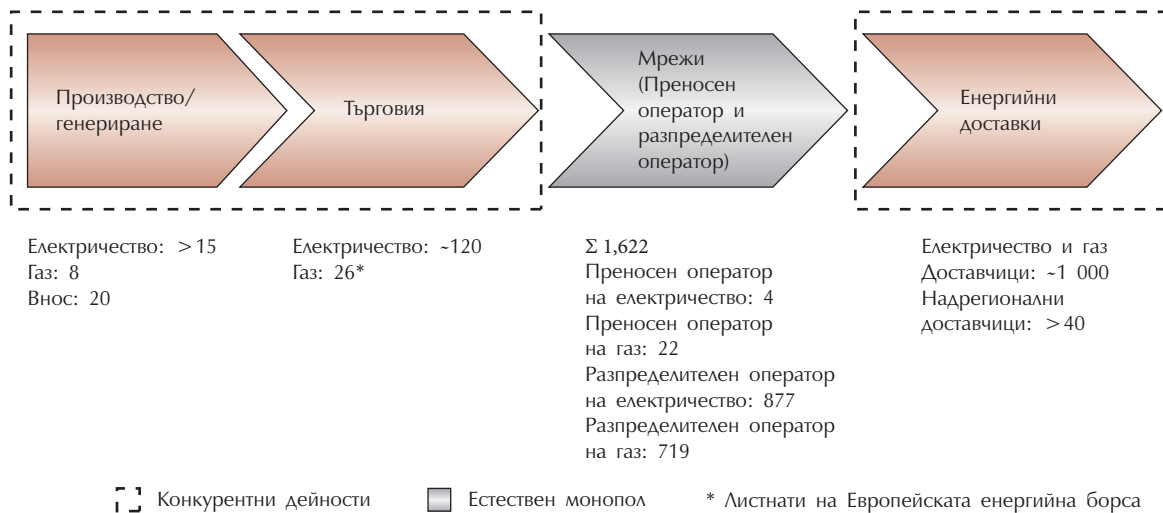 Производство/
генериране
Търговия
Мрежи
(Преносен
оператор и
разпределителен
оператор)
Енергийни
доставки
Електричество: >15
Газ: 8
Внос: 20
Електричество: ~120
Газ: 26*
Σ 1,622
Преносен оператор
на електричество: 4
Преносен оператор
на газ: 22
Разпределителен оператор
на електричество: 877
Разпределителен оператор
на газ: 719
Електричество и газ
Доставчици: ~1 000
Надрегионални
доставчици: >40
Конкурентни дейности
Естествен монопол
* Листнати на Европейската енергийна борса